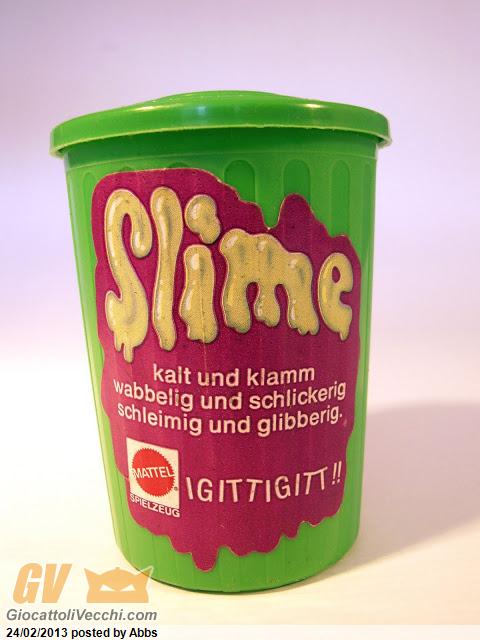 Slime
kalt und klamm
wabbelig und schlickerig
schleimig und glibberig.
MATTEL
SPIELZEUG
IGITTIGITT!!
GV
GiocattoliVecchi.com
24/02/2013 posted by Abbs